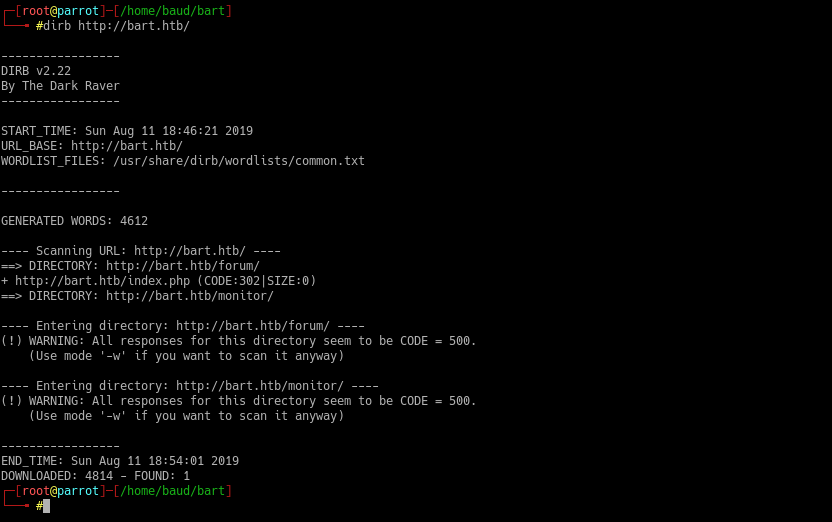 ┌─[root@parrot]─[/home/baud/bart]
└──╼ #dirb http://bart.htb/
-----------------
DIRB v2.22
By The Dark Raver
-----------------
START_TIME: Sun Aug 11 18:46:21 2019
URL_BASE: http://bart.htb/
WORDLIST_FILES: /usr/share/dirb/wordlists/common.txt
-----------------
GENERATED WORDS: 4612
---- Scanning URL: http://bart.htb/ ----
==> DIRECTORY: http://bart.htb/forum/
+ http://bart.htb/index.php (CODE:302|SIZE:0)
==> DIRECTORY: http://bart.htb/monitor/
---- Entering directory: http://bart.htb/forum/ ----
(!) WARNING: All responses for this directory seem to be CODE = 500.
    (Use mode '-w' if you want to scan it anyway)
---- Entering directory: http://bart.htb/monitor/ ----
(!) WARNING: All responses for this directory seem to be CODE = 500.
    (Use mode '-w' if you want to scan it anyway)
-----------------
END_TIME: Sun Aug 11 18:54:01 2019
DOWNLOADED: 4814 - FOUND: 1
┌─[root@parrot]─[/home/baud/bart]
└──╼ #